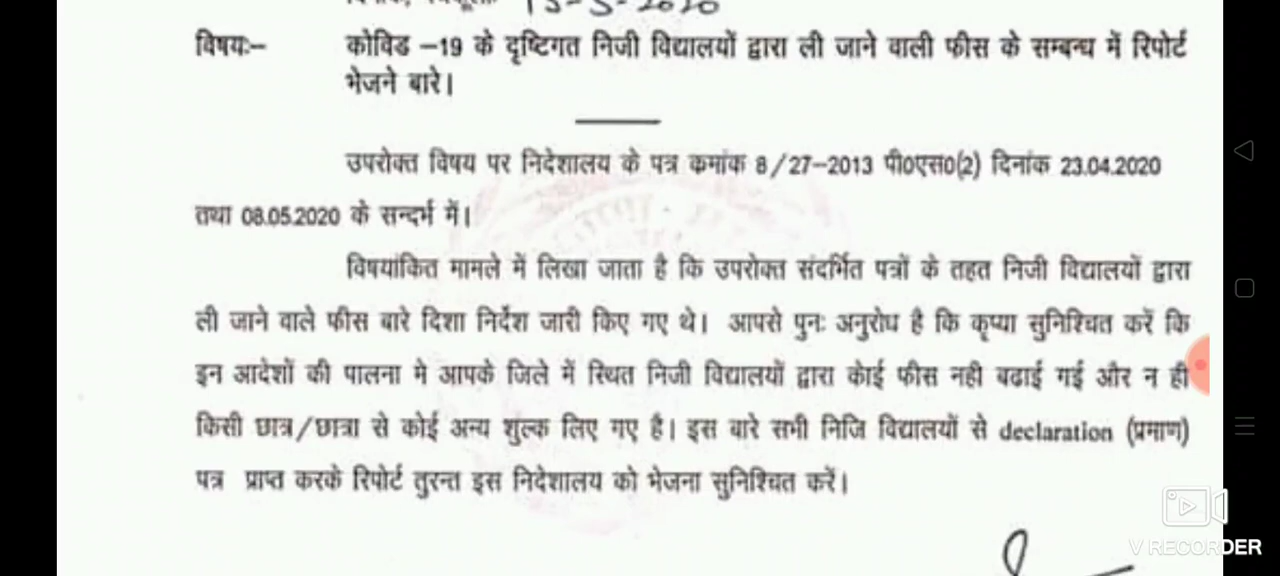 15-5-2020
विषयः– कोविड –19 के दृष्टिगत निजी विद्यालयों द्वारा ली जाने वाली फीस के सम्बन्ध में रिपोर्ट
भेजने बारे।
उपरोक्त विषय पर निदेशालय के पत्र कमांक 8/27–2013 पी0एस0(2) दिनांक 23.04.2020
तथा 08.05.2020 के सन्दर्भ में।
विषयांकित मामले में लिखा जाता है कि उपरोक्त संदर्भित पत्रों के तहत निजी विद्यालयों द्वारा
ली जाने वाले फीस बारे दिशा निर्देश जारी किए गए थे। आपसे पुनः अनुरोध है कि कृप्या सुनिश्चित करें कि
इन आदेशों की पालना मे आपके जिले में स्थित निजी विद्यालयों द्वारा केाई फीस नही बढाई गई और न ही
किसी छात्र/छात्रा से कोई अन्य शुल्क लिए गए है। इस बारे सभी निजि विद्यालयों से declaration (प्रमाण)
पत्र प्राप्त करके रिपोर्ट तुरन्त इस निदेशालय को भेजना सुनिश्चित करें।
V RECORDER